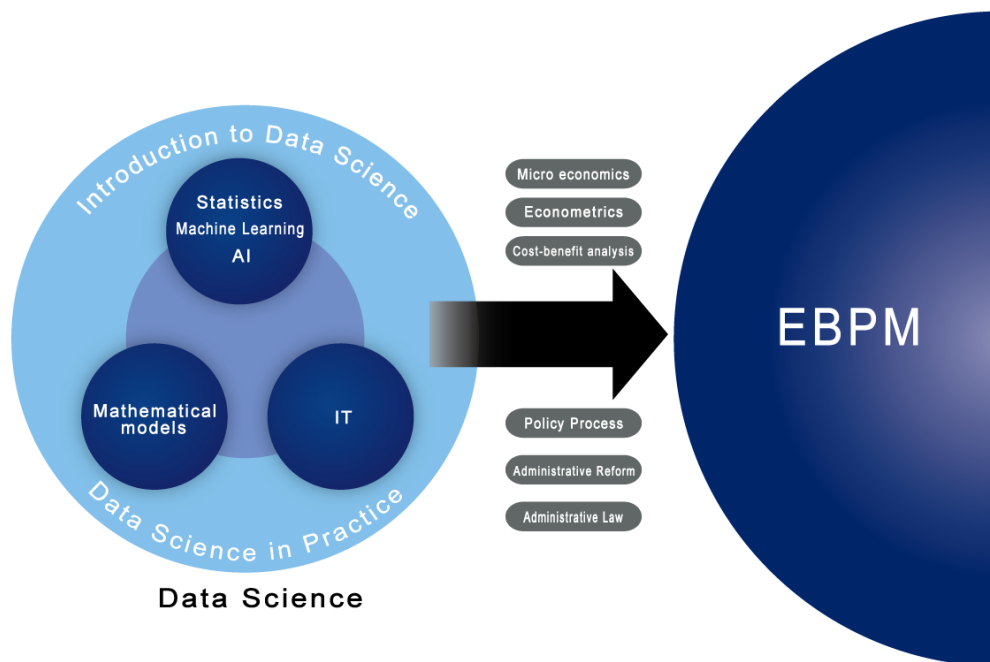 Introduction to Data Science
Statistics
Machine Learning
AI
Mathematical
models
IT
Data Science in Practice
Data Science
Micro economics
Econometrics
Cost-benefit analysis
Policy Process
Administrative Reform
Administrative Law
EBPM